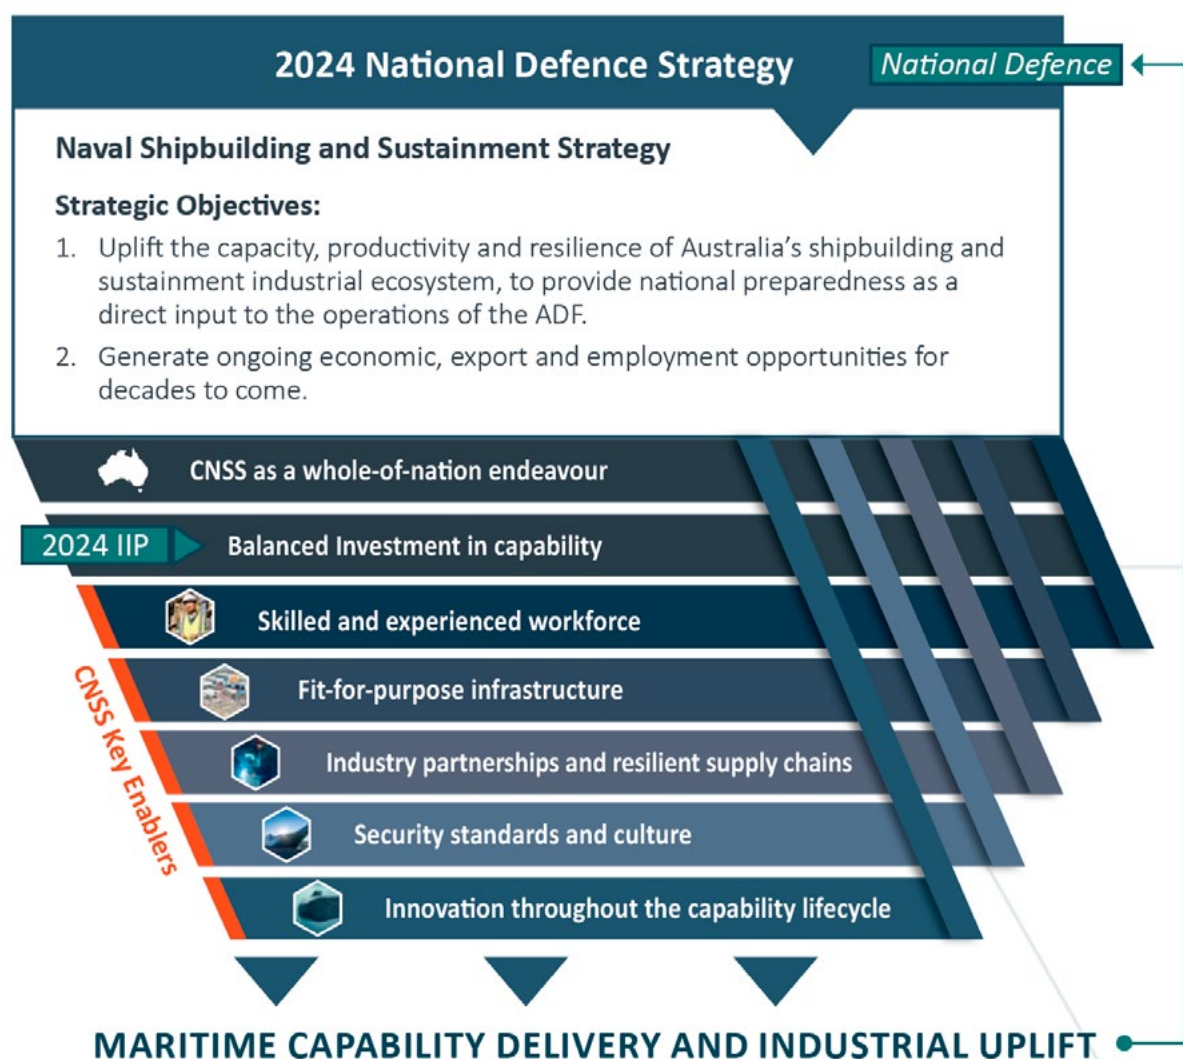 2024 National Defence Strategy
National Defence
Naval Shipbuilding and Sustainment Strategy
Strategic Objectives:
1. Uplift the capacity, productivity and resilience of Australia's shipbuilding and
sustainment industrial ecosystem, to provide national preparedness as a
direct input to the operations of the ADF.
2. Generate ongoing economic, export and employment opportunities for
decades to come.
CNSS as a whole-of-nation endeavour
2024 IIP
Balanced Investment in capability
Skilled and experienced workforce
CNSS Key Enablers
Fit-for-purpose infrastructure
Industry partnerships and resilient supply chains
Security standards and culture
Innovation throughout the capability lifecycle
MARITIME CAPABILITY DELIVERY AND INDUSTRIAL UPLIFT